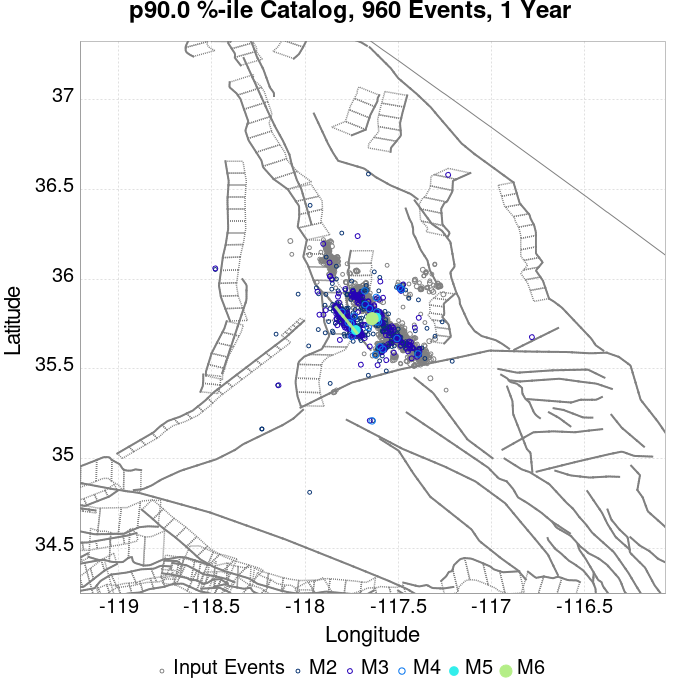 p90.0 %-ile Catalog, 960 Events, 1 Year
37
36.5
36
35.5
35
34.5
Latitude
-119 -118.5 -118 -117.5 -117 -116.5
Longitude
Input Events M2 M3 M4 M5 M6